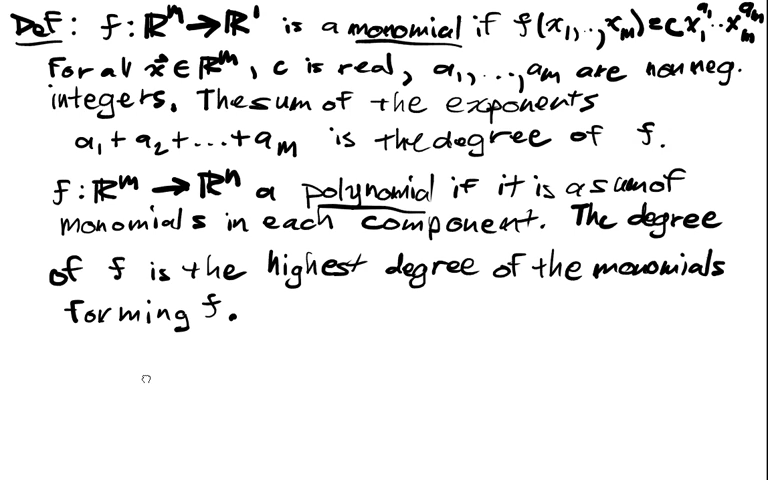 Def: f: ℝᵐ → ℝ¹ is a monomial if f(x₁,..,xₘ) = c x₁^a₁ .. xₘ^aₘ
For all x⃗ ∈ ℝᵐ, c is real, a₁, ..., aₘ are nonneg.
integers. The sum of the exponents
a₁ + a₂ + ... + aₘ is the degree of f.
f: ℝᵐ → ℝⁿ a polynomial if it is a sum of
monomials in each component. The degree
of f is the highest degree of the monomials
forming f.